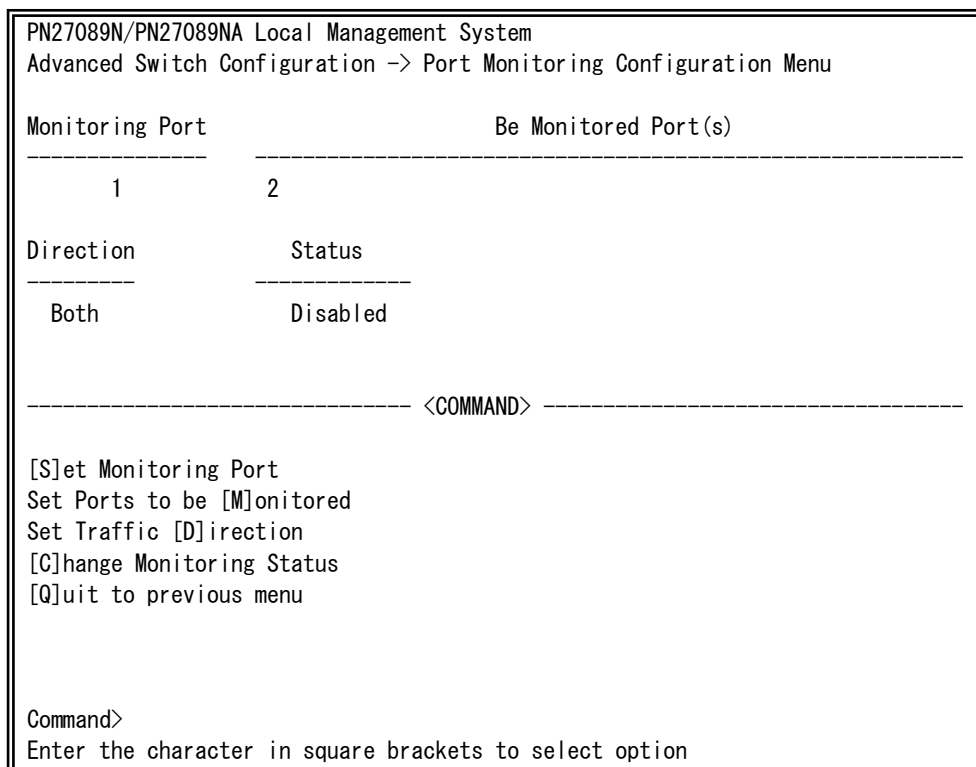 PN27089N/PN27089NA Local Management System
Advanced Switch Configuration -> Port Monitoring Configuration Menu
Monitoring Port                        Be Monitored Port(s)
---------------    -----------------------------------------------------------
1            2
Direction             Status
---------          -------------
Both                Disabled
-------------------------------- <COMMAND> -----------------------------------
[S]et Monitoring Port
Set Ports to be [M]onitored
Set Traffic [D]irection
[C]hange Monitoring Status
[Q]uit to previous menu
Command>
Enter the character in square brackets to select option